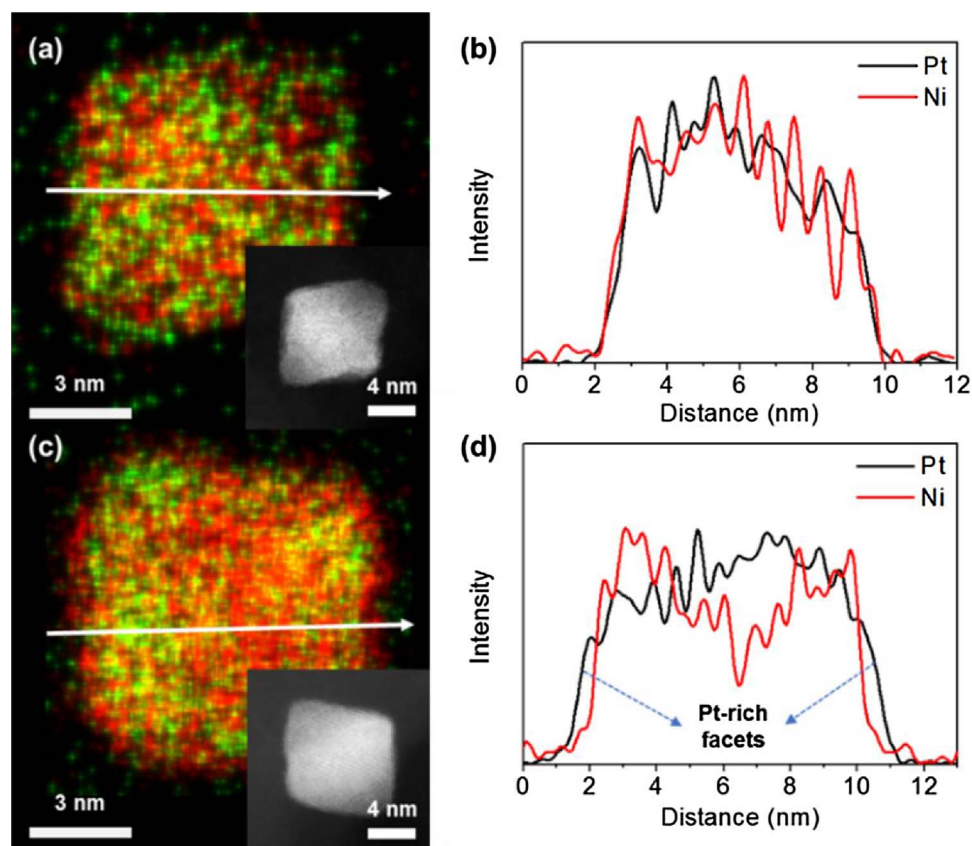 (a)
3 nm
4 nm
(b)
Pt
Ni
Intensity
0 2 4 6 8 10 12
Distance (nm)
(c)
3 nm
4 nm
(d)
Pt
Ni
Intensity
Pt-rich
facets
0 2 4 6 8 10 12
Distance (nm)